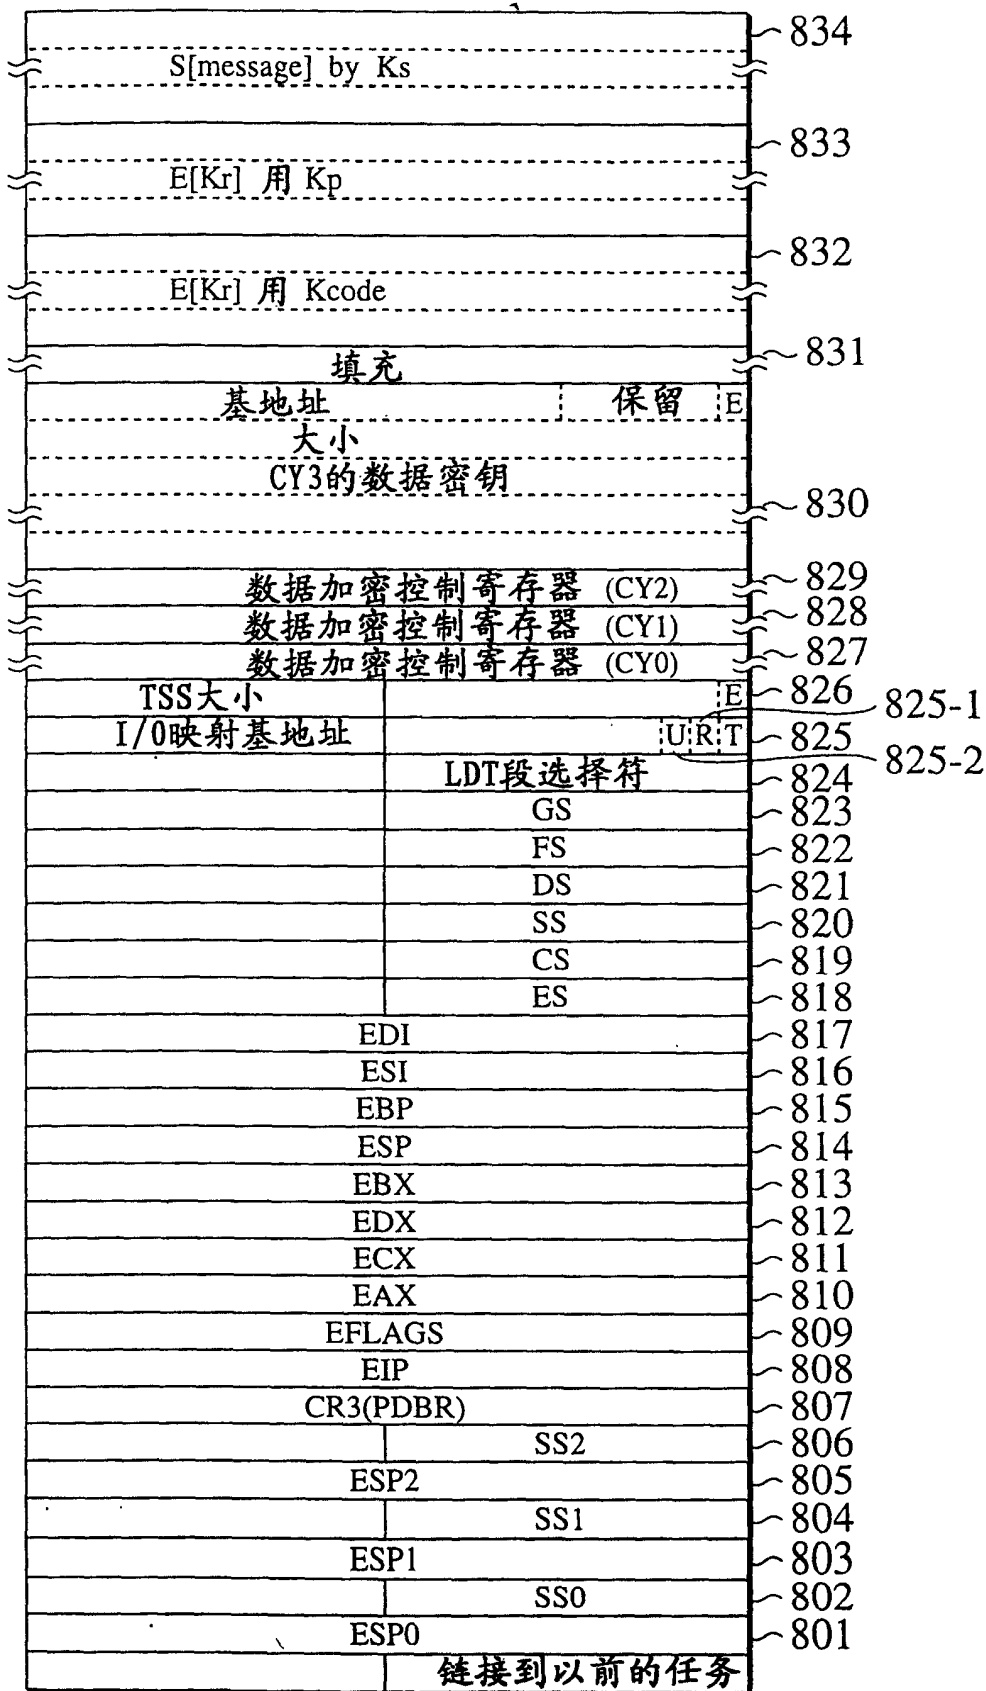 834
S[message] by Ks
833
E[Kr] 用 Kp
832
E[Kr] 用 Kcode
831
填充
基地址 保留 E
大小
CY3的数据密钥
830
数据加密控制寄存器 (CY2) 829
数据加密控制寄存器 (CY1) 828
数据加密控制寄存器 (CY0) 827
TSS大小 E 826
825-1
I/0映射基地址 U R T 825
825-2
LDT段选择符 824
GS 823
FS 822
DS 821
SS 820
CS 819
ES 818
EDI 817
ESI 816
EBP 815
ESP 814
EBX 813
EDX 812
ECX 811
EAX 810
EFLAGS 809
EIP 808
CR3(PDBR) 807
SS2 806
ESP2 805
SS1 804
ESP1 803
SS0 802
ESP0 801
链接到以前的任务